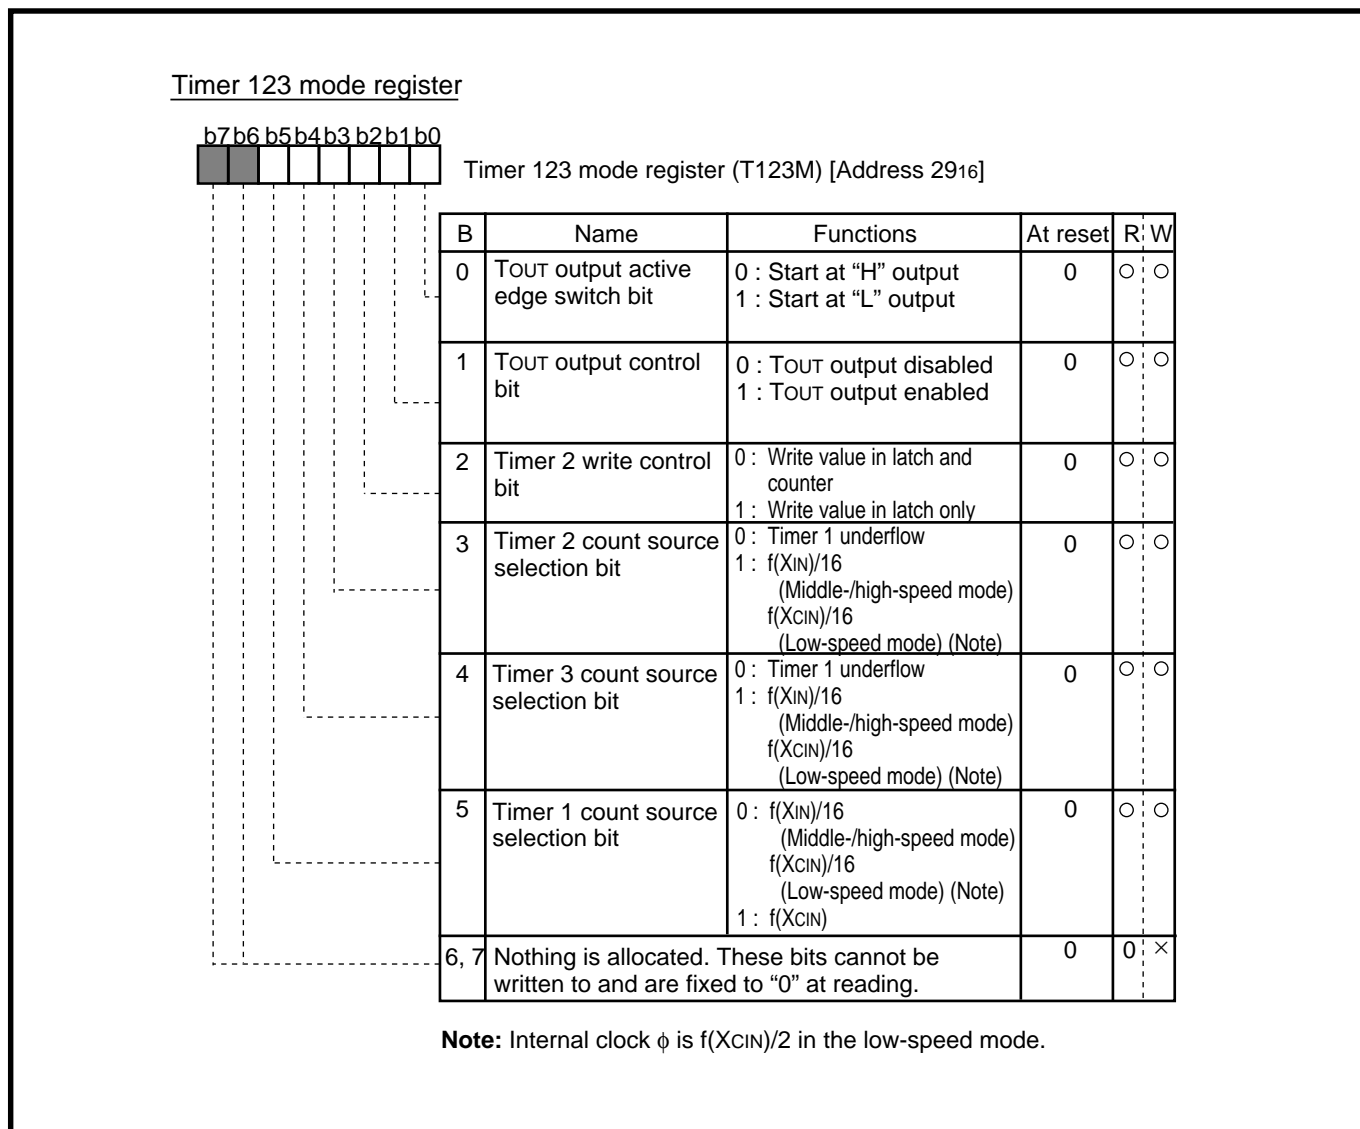 Timer 123 mode register
b7 b6 b5 b4 b3 b2 b1 b0
Timer 123 mode register (T123M) [Address 2916]
B Name Functions At reset R W
0 TOUT output active edge switch bit 0 : Start at “H” output 0 ○ ○
1 : Start at “L” output
1 TOUT output control bit 0 : TOUT output disabled 0 ○ ○
1 : TOUT output enabled
2 Timer 2 write control bit 0 : Write value in latch and 0 ○ ○
counter
1 : Write value in latch only
3 Timer 2 count source selection bit 0 : Timer 1 underflow 0 ○ ○
1 : f(XIN)/16
(Middle-/high-speed mode)
f(XCIN)/16
(Low-speed mode) (Note)
4 Timer 3 count source selection bit 0 : Timer 1 underflow 0 ○ ○
1 : f(XIN)/16
(Middle-/high-speed mode)
f(XCIN)/16
(Low-speed mode) (Note)
5 Timer 1 count source selection bit 0 : f(XIN)/16 0 ○ ○
(Middle-/high-speed mode)
f(XCIN)/16
(Low-speed mode) (Note)
1 : f(XCIN)
6, 7 Nothing is allocated. These bits cannot be 0 0 ×
written to and are fixed to “0” at reading.
Note: Internal clock ϕ is f(XCIN)/2 in the low-speed mode.